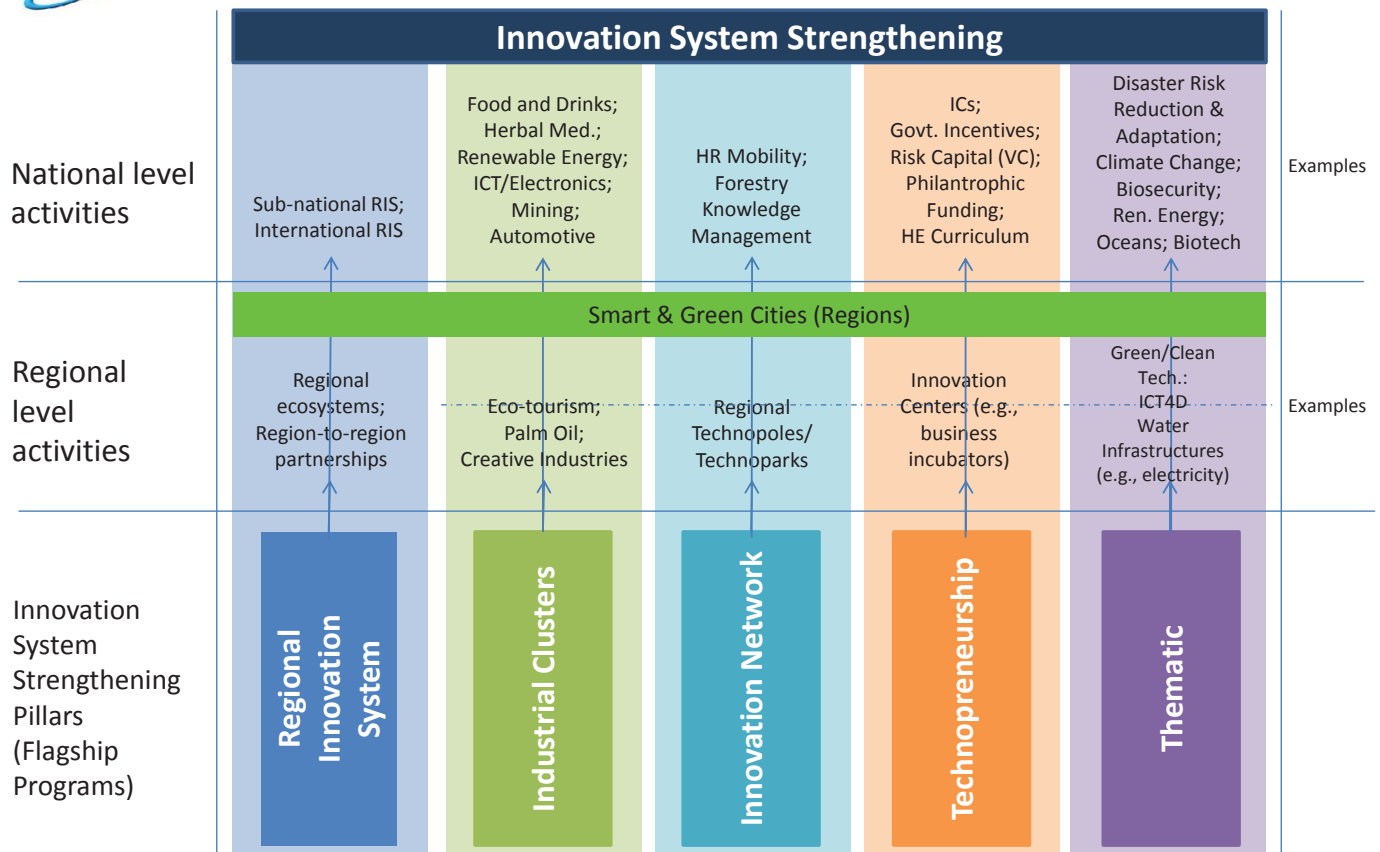 Innovation System Strengthening
National level
activities
Sub-national RIS;
International RIS
Food and Drinks;
Herbal Med.;
Renewable Energy;
ICT/Electronics;
Mining;
Automotive
HR Mobility;
Forestry
Knowledge
Management
ICs;
Govt. Incentives;
Risk Capital (VC);
Philantrophic
Funding;
HE Curriculum
Disaster Risk
Reduction &
Adaptation;
Climate Change;
Biosecurity;
Ren. Energy;
Oceans; Biotech
Examples
Smart & Green Cities (Regions)
Regional
level
activities
Regional
ecosystems;
Region-to-region
partnerships
Eco-tourism;
Palm Oil;
Creative Industries
Regional
Technopoles/
Technoparks
Innovation
Centers (e.g.,
business
incubators)
Green/Clean
Tech.:
ICT4D
Water
Infrastructures
(e.g., electricity)
Examples
Innovation
System
Strengthening
Pillars
(Flagship
Programs)
Regional
Innovation
System
Industrial Clusters
Innovation Network
Technopreneurship
Thematic